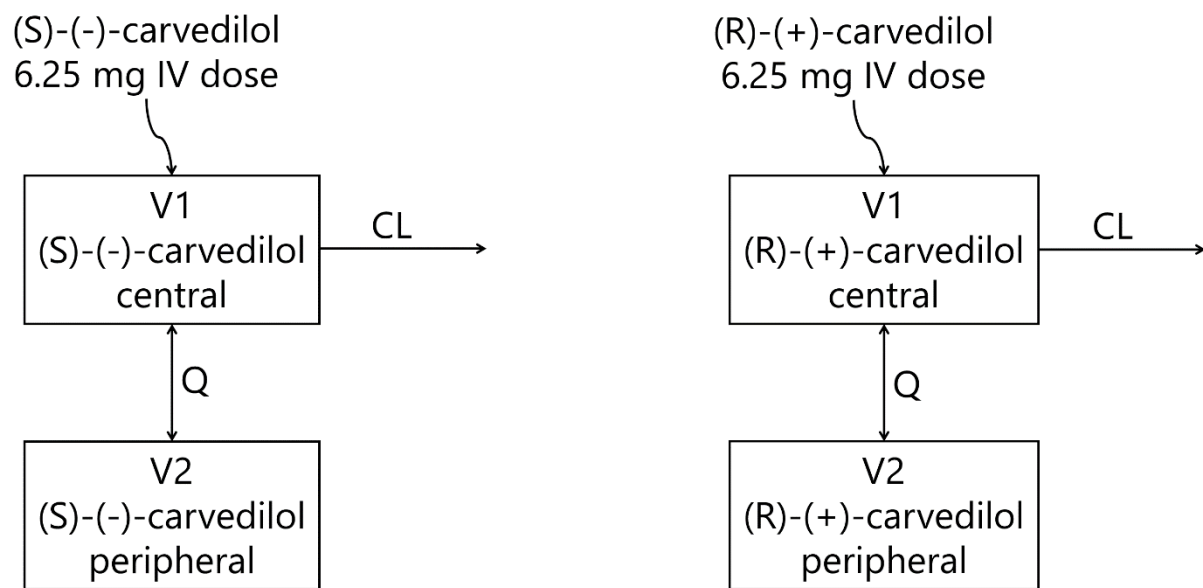 (S)-(-)-carvedilol
6.25 mg IV dose
V1
(S)-(-)-carvedilol
central
CL
Q
V2
(S)-(-)-carvedilol
peripheral
(R)-(+)-carvedilol
6.25 mg IV dose
V1
(R)-(+)-carvedilol
central
CL
Q
V2
(R)-(+)-carvedilol
peripheral